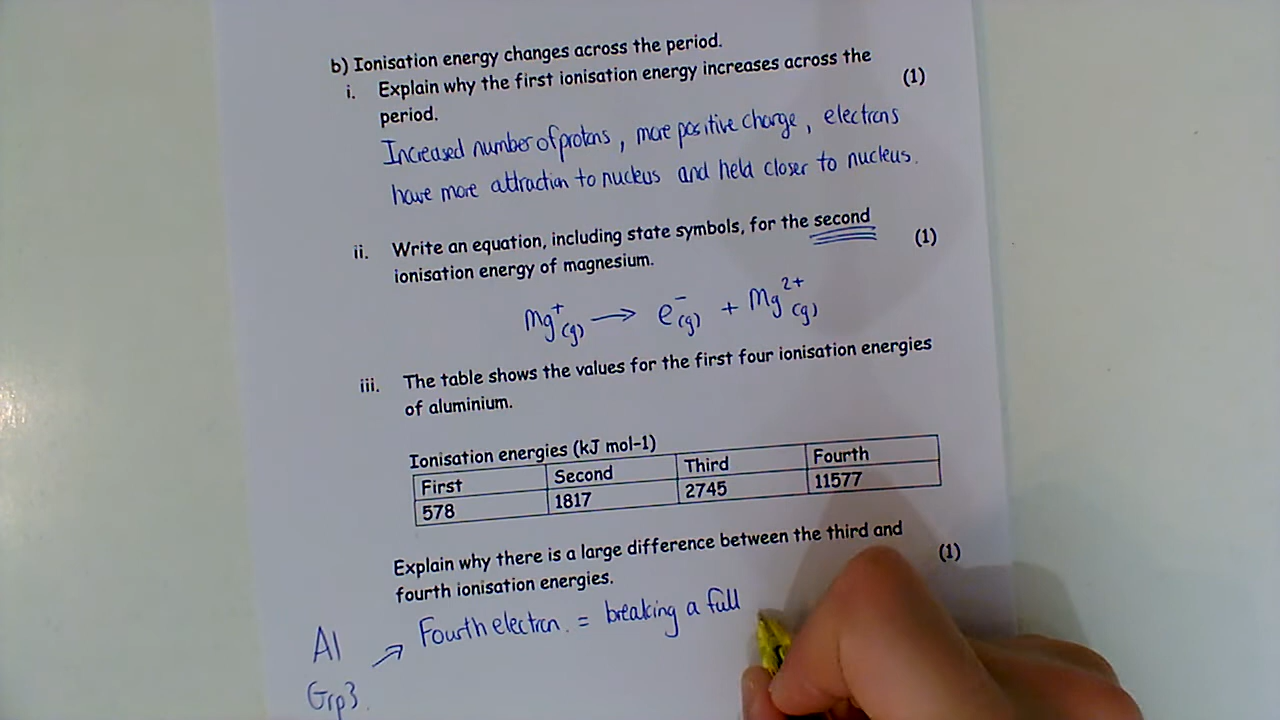 b) Ionisation energy changes across the period.
i. Explain why the first ionisation energy increases across the
period. (1)
Increased number of protons, more positive charge, electrons
have more attraction to nucleus and held closer to nucleus.
ii. Write an equation, including state symbols, for the second
ionisation energy of magnesium. (1)
Mg⁺(g) → e⁻(g) + Mg²⁺(g)
iii. The table shows the values for the first four ionisation energies
of aluminium.
Ionisation energies (kJ mol-1)
First Second Third Fourth
578 1817 2745 11577
Explain why there is a large difference between the third and
fourth ionisation energies. (1)
Al → Fourth electron. = breaking a full
Grp3.